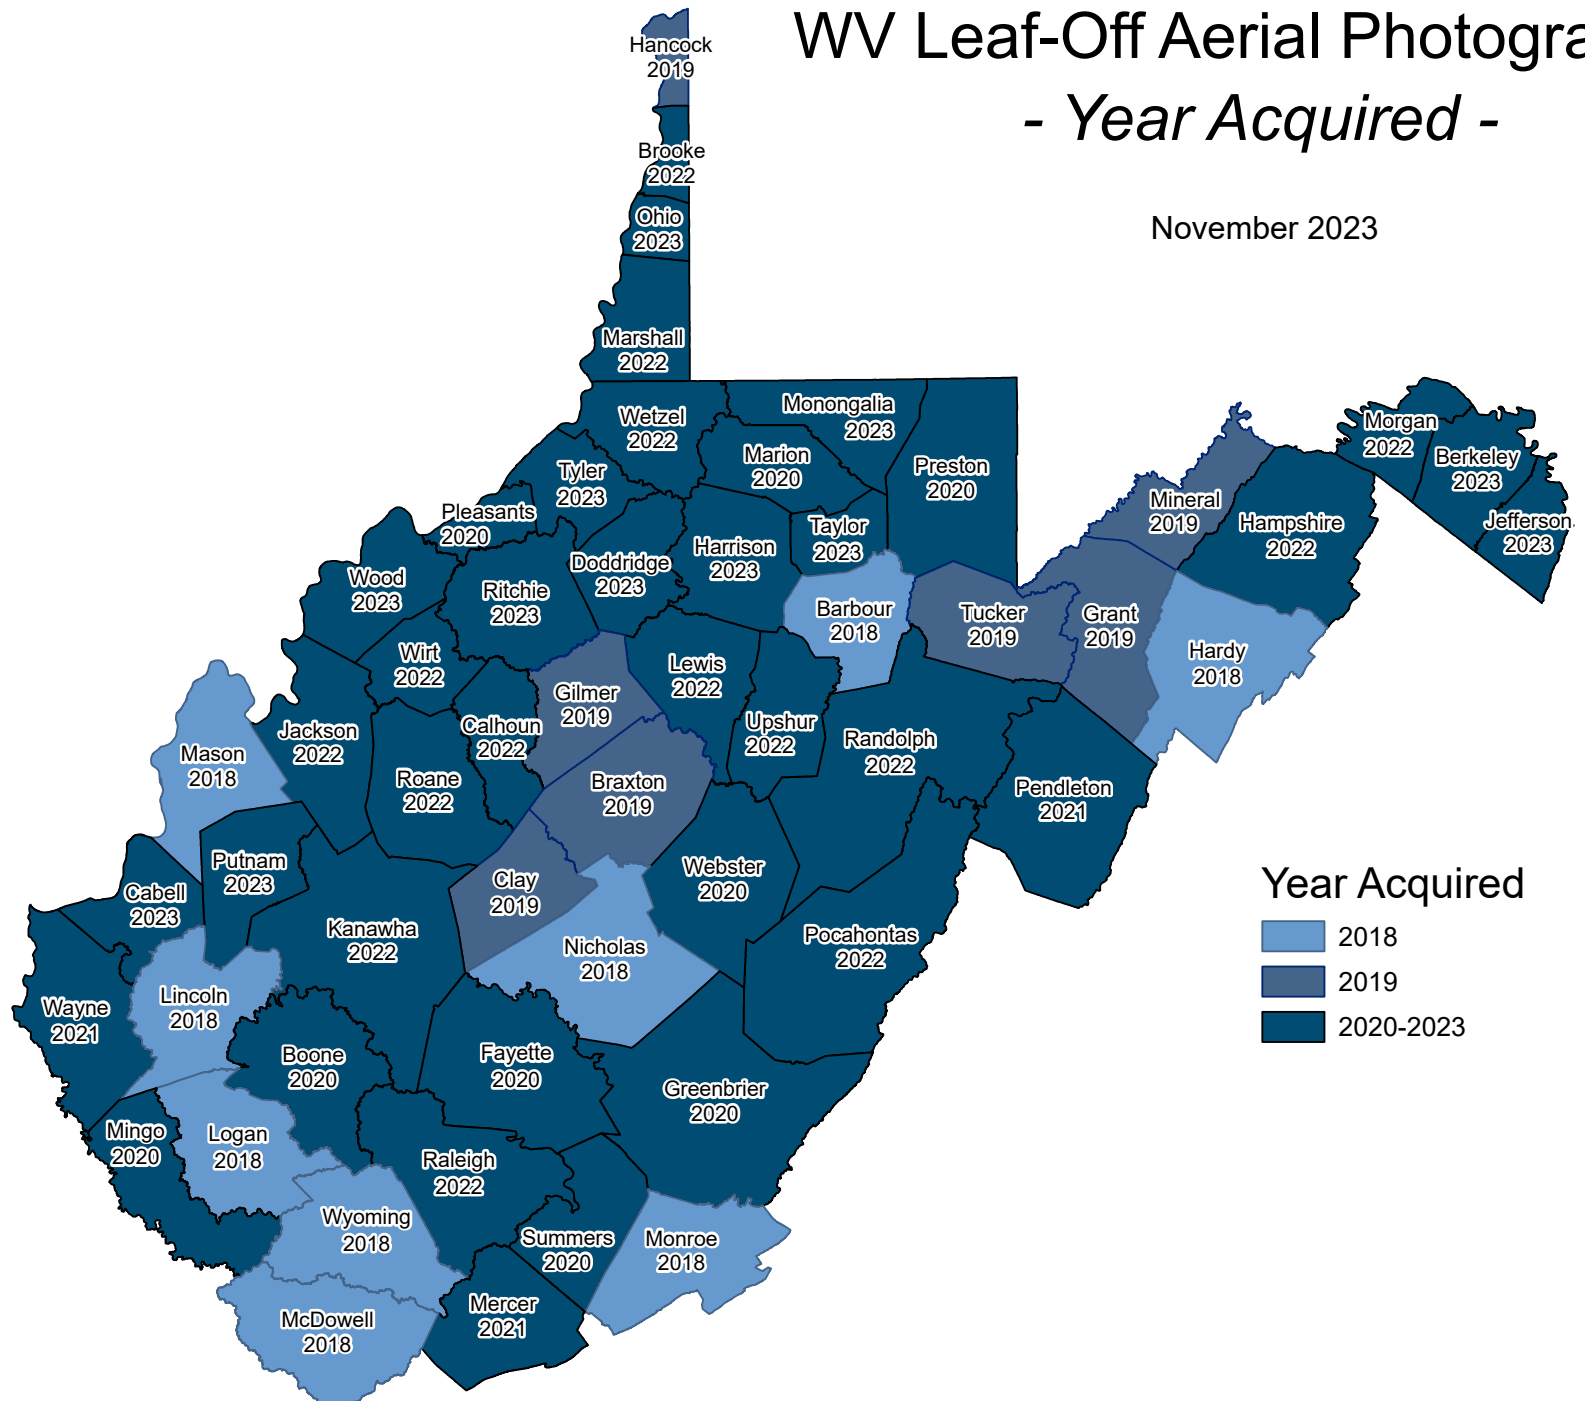 WV Leaf-Off Aerial Photogra
- Year Acquired -
November 2023
Hancock
2019
Brooke
2022
Ohio
2023
Marshall
2022
Wetzel
2022
Monongalia
2023
Marion
2020
Preston
2020
Tyler
2023
Pleasants
2020
Taylor
2023
Harrison
2023
Doddridge
2023
Ritchie
2023
Wood
2023
Mineral
2019
Hampshire
2022
Morgan
2022
Berkeley
2023
Jefferson
2023
Barbour
2018
Tucker
2019
Grant
2019
Hardy
2018
Wirt
2022
Lewis
2022
Gilmer
2019
Calhoun
2022
Upshur
2022
Randolph
2022
Jackson
2022
Mason
2018
Roane
2022
Braxton
2019
Pendleton
2021
Putnam
2023
Cabell
2023
Clay
2019
Webster
2020
Kanawha
2022
Nicholas
2018
Pocahontas
2022
Wayne
2021
Lincoln
2018
Boone
2020
Fayette
2020
Greenbrier
2020
Mingo
2020
Logan
2018
Raleigh
2022
Wyoming
2018
Summers
2020
Monroe
2018
McDowell
2018
Mercer
2021
Year Acquired
2018
2019
2020-2023